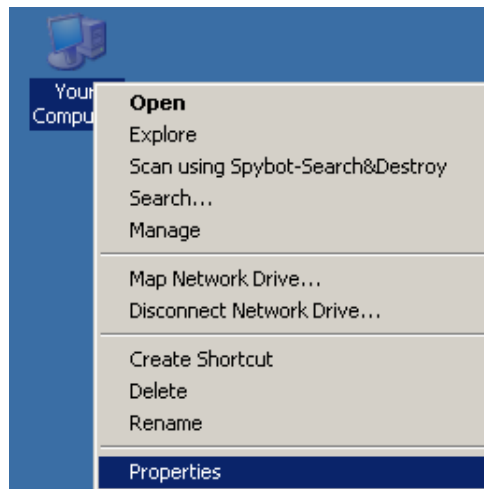 Your
Compu
Open
Explore
Scan using Spybot-Search&Destroy
Search...
Manage
Map Network Drive...
Disconnect Network Drive...
Create Shortcut
Delete
Rename
Properties